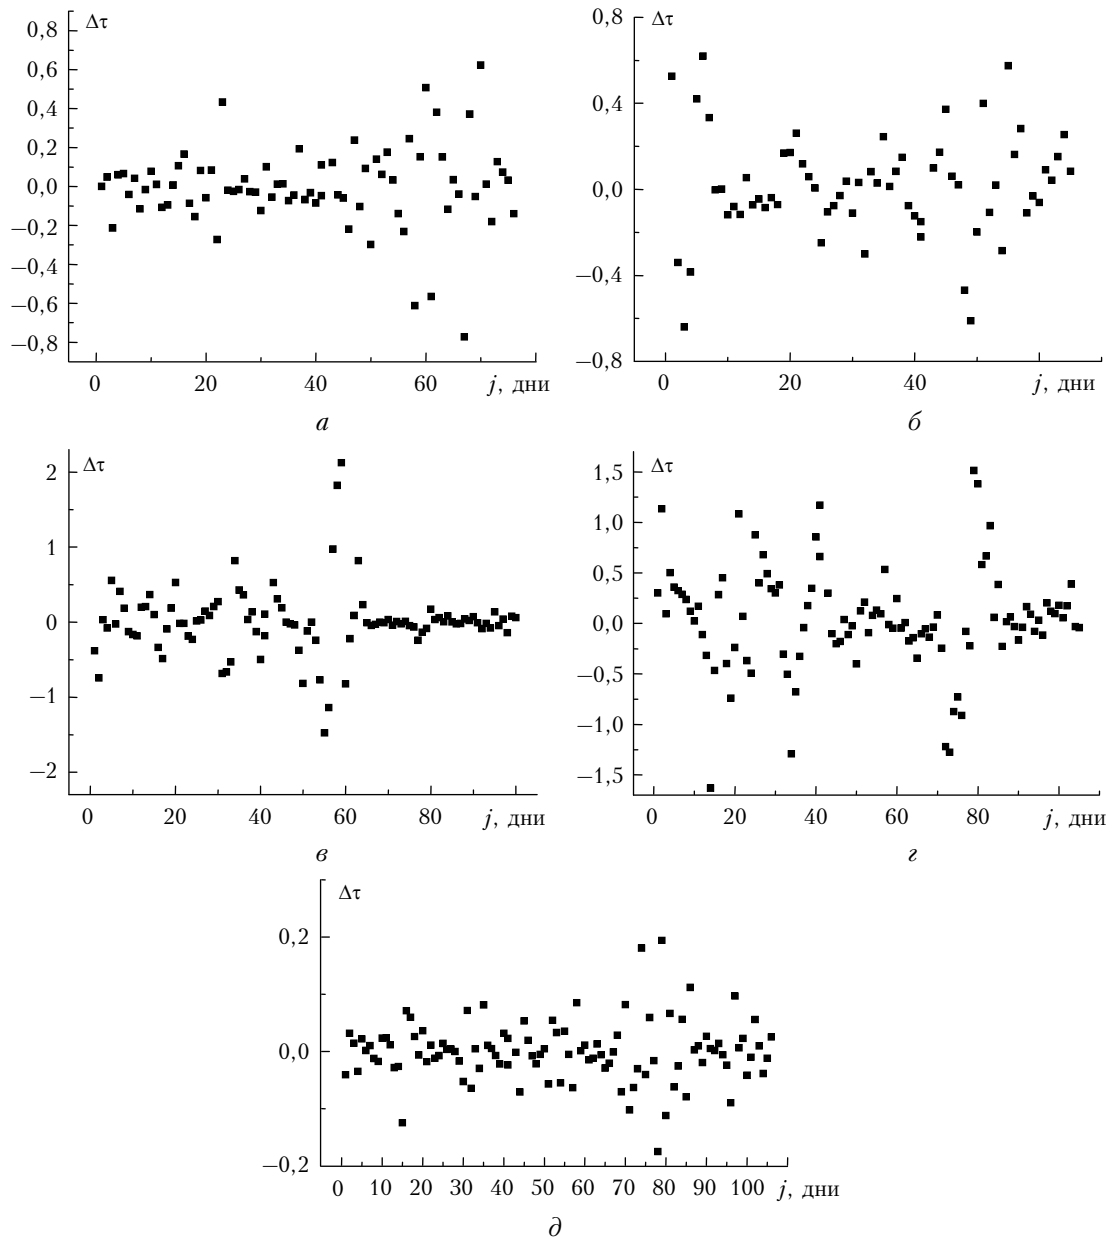 Δτ
0,8
0,6
0,4
0,2
0,0
−0,2
−0,4
−0,6
−0,8
0 20 40 60 j, дни
а
Δτ
0,8
0,4
0,0
−0,4
−0,8
0 20 40 j, дни
б
Δτ
2
1
0
−1
−2
0 20 40 60 80 j, дни
в
Δτ
1,5
1,0
0,5
0,0
−0,5
−1,0
−1,5
0 20 40 60 80 j, дни
г
Δτ
0,2
0,0
−0,2
0 10 20 30 40 50 60 70 80 90 100 j, дни
д